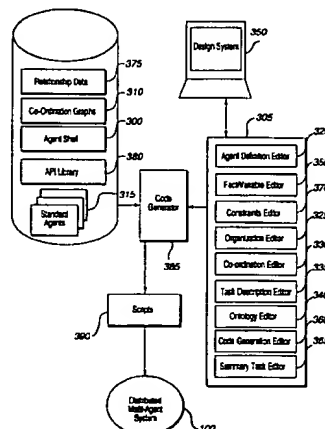 Design System
350
305
Relationship Data
375
Co-Ordination Graphs
310
Agent Shell
300
API Library
380
315
Standard
Agents
Code
Generator
385
Agent Definition Editor
Fact/Variable Editor
Constraints Editor
Organisation Editor
Co-ordination Editor
Task Description Editor
Ontology Editor
Code Generation Editor
Summary Task Editor
Scripts
390
Distributed
Multi-Agent
System
100